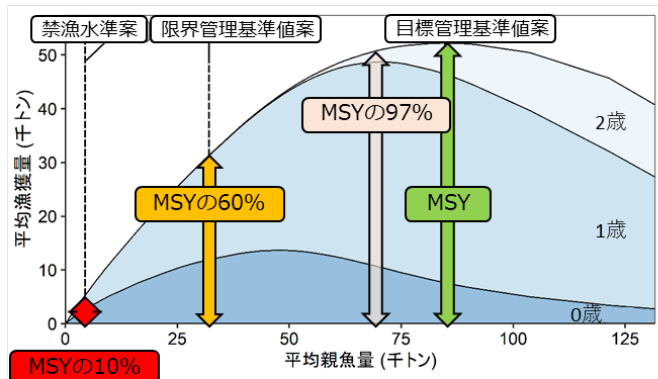 禁漁水準案
限界管理基準値案
目標管理基準値案
平均漁獲量 (千トン)
50
40
30
20
10
0
MSYの97%
MSYの60%
MSY
2歳
1歳
0歳
0
25
50
75
100
125
平均親魚量 (千トン)
MSYの10%